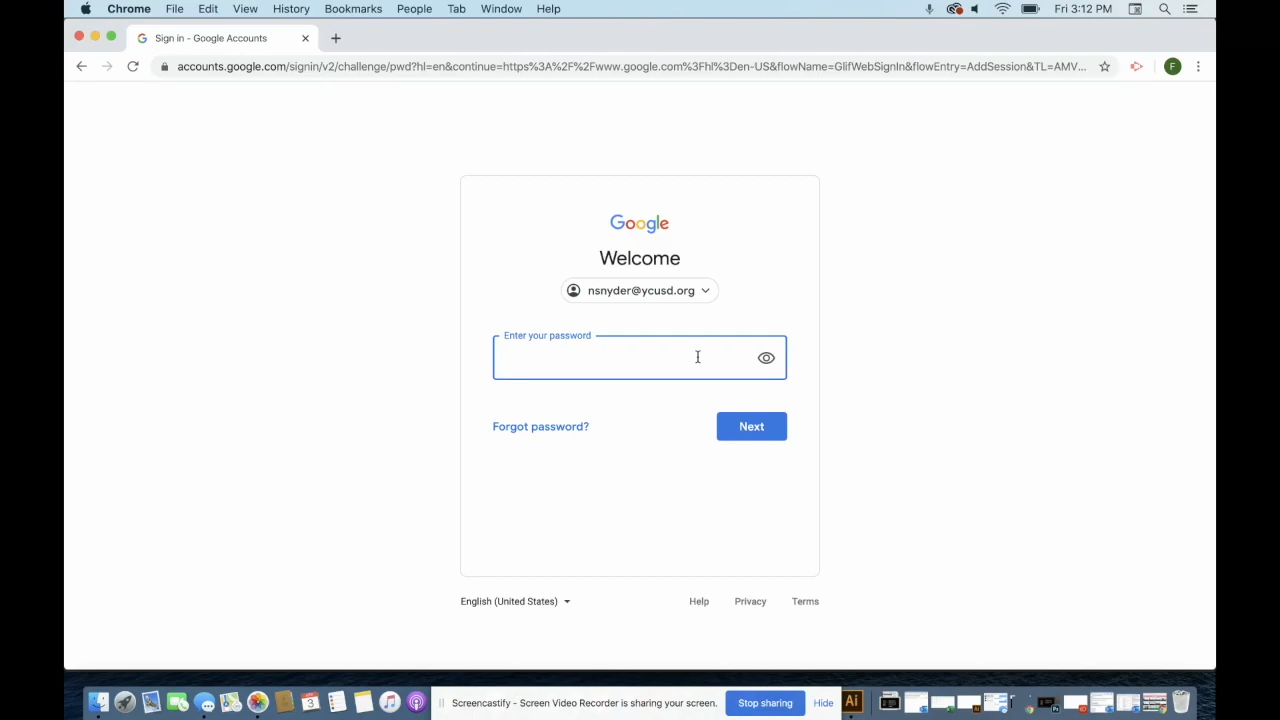 Chrome File Edit View History Bookmarks People Tab Window Help Fri 3:12 PM
Sign in - Google Accounts
accounts.google.com/signin/v2/challenge/pwd?hl=en&continue=https%3A%2F%2Fwww.google.com%3Fhl%3Den-US&flowName=GlifWebSignIn&flowEntry=AddSession&TL=AMV... F
Google
Welcome
nsnyder@ycusd.org
Enter your password
Forgot password? Next
English (United States) Help Privacy Terms
Screencastify - Screen Video Recorder is sharing your screen. Stop sharing Hide Ai